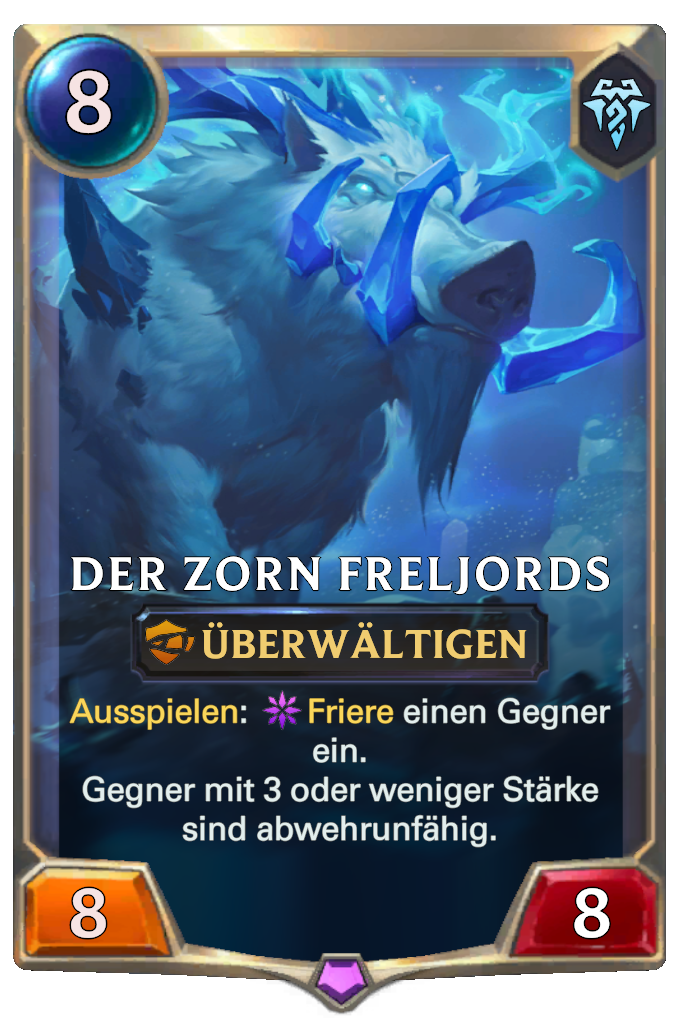 8
DER ZORN FRELJORDS
ÜBERWÄLTIGEN
Ausspielen: Friere einen Gegner
ein.
Gegner mit 3 oder weniger Stärke
sind abwehrunfähig.
8 8